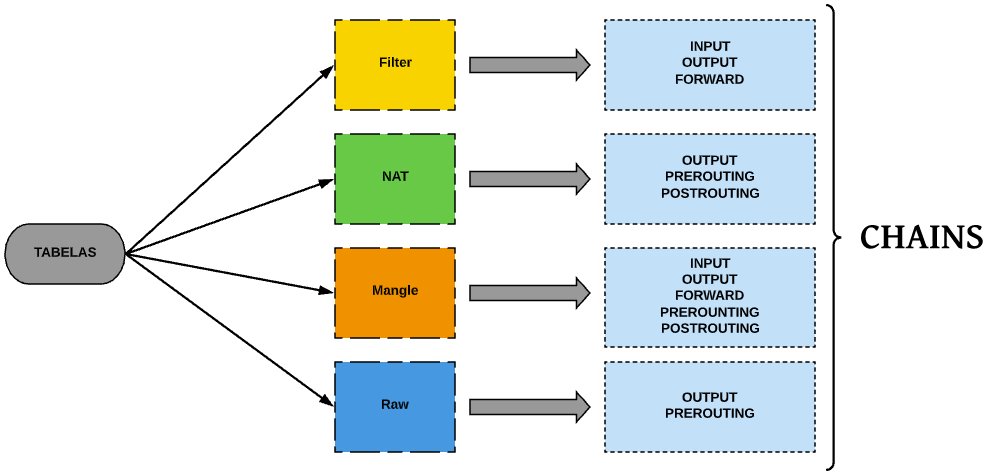 TABELAS
Filter
INPUT
OUTPUT
FORWARD
NAT
OUTPUT
PREROUTING
POSTROUTING
Mangle
INPUT
OUTPUT
FORWARD
PREROUNTING
POSTROUTING
Raw
OUTPUT
PREROUTING
CHAINS